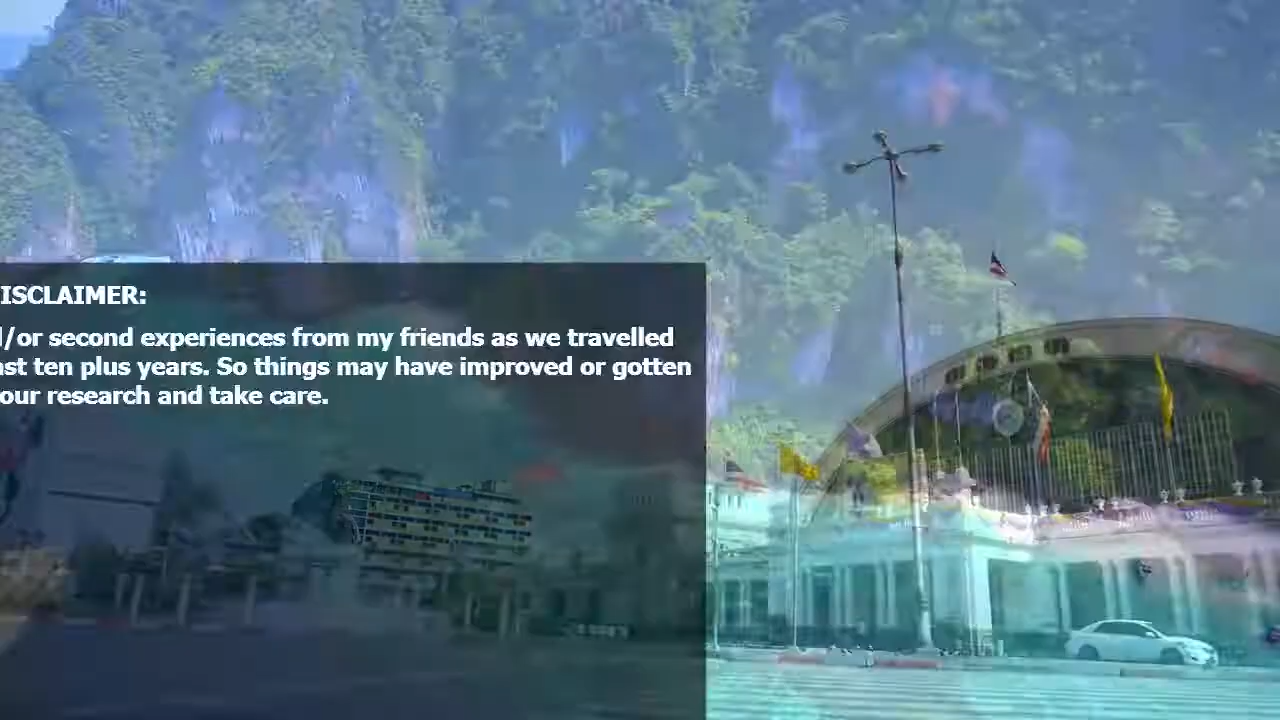 ISCLAIMER:
l/or second experiences from my friends as we travelled
ast ten plus years. So things may have improved or gotten
our research and take care.